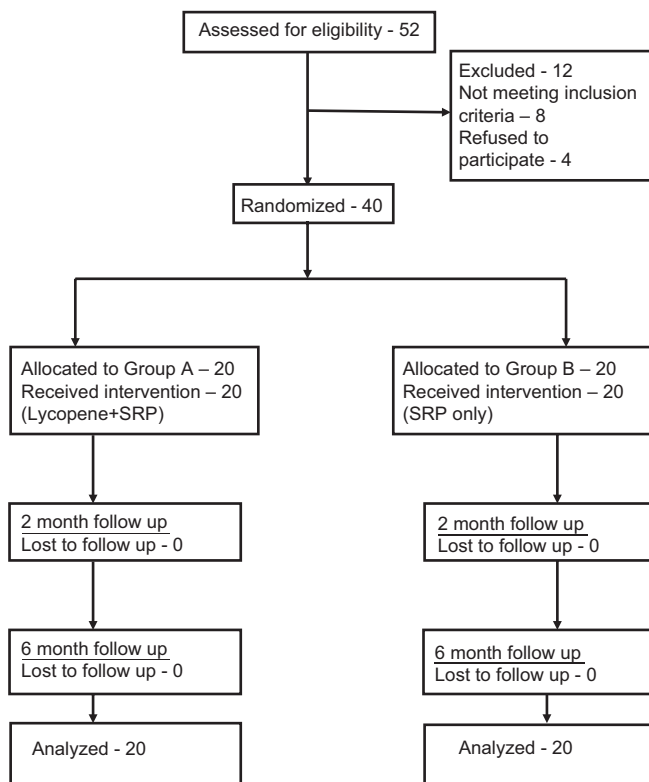 Assessed for eligibility - 52
Excluded - 12
Not meeting inclusion
criteria – 8
Refused to
participate - 4
Randomized - 40
Allocated to Group A – 20
Received intervention – 20
(Lycopene+SRP)
Allocated to Group B – 20
Received intervention – 20
(SRP only)
2 month follow up
Lost to follow up - 0
2 month follow up
Lost to follow up - 0
6 month follow up
Lost to follow up - 0
6 month follow up
Lost to follow up - 0
Analyzed - 20
Analyzed - 20